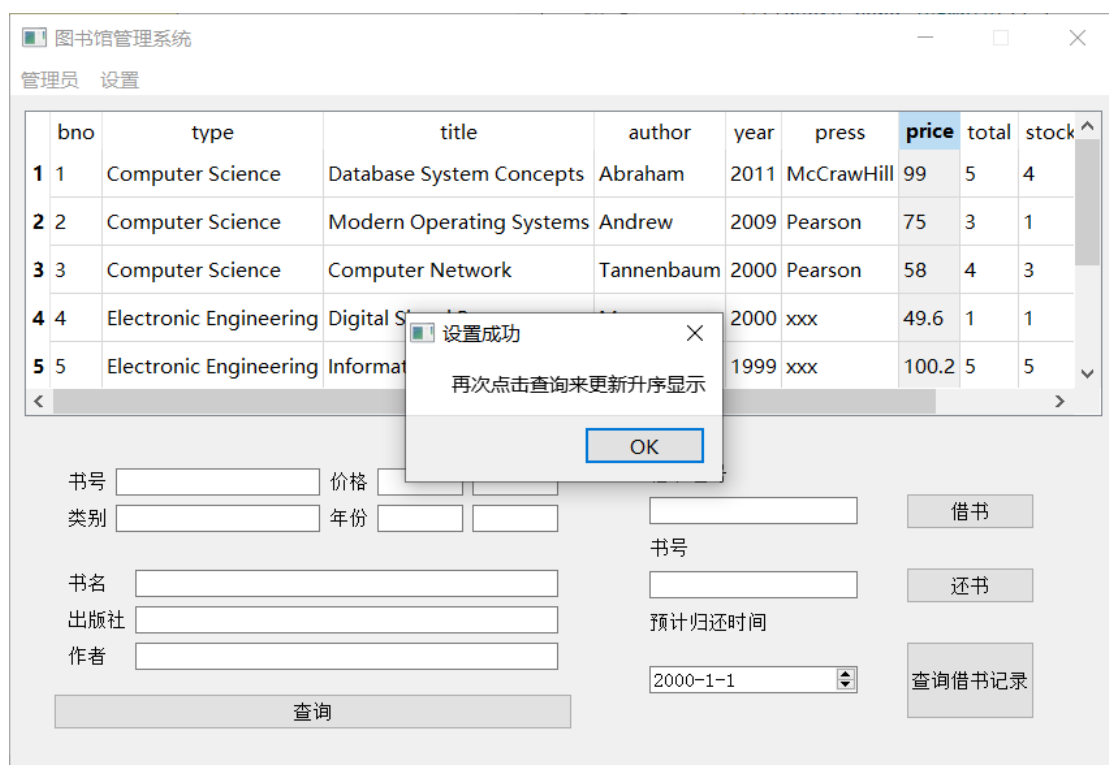 图书馆管理系统
管理员 设置
bno type title author year press price total stock
1 1 Computer Science Database System Concepts Abraham 2011 McCrawHill 99 5 4
2 2 Computer Science Modern Operating Systems Andrew 2009 Pearson 75 3 1
3 3 Computer Science Computer Network Tannenbaum 2000 Pearson 58 4 3
4 4 Electronic Engineering Digital 2000 xxx 49.6 1 1
5 5 Electronic Engineering 1999 xxx 100.2 5 5
设置成功
再次点击查询来更新升序显示
OK
书号 价格
类别 年份
书名
出版社
作者
查询
书号
预计归还时间
2000-1-1
借书
还书
查询借书记录